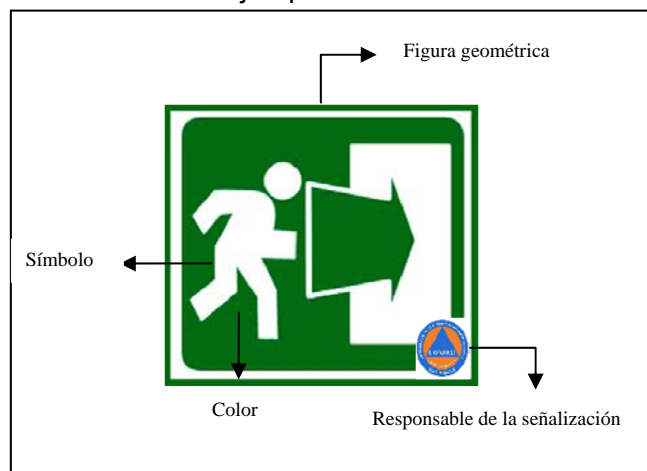 Figura geométrica
Símbolo
Color
Responsable de la señalización